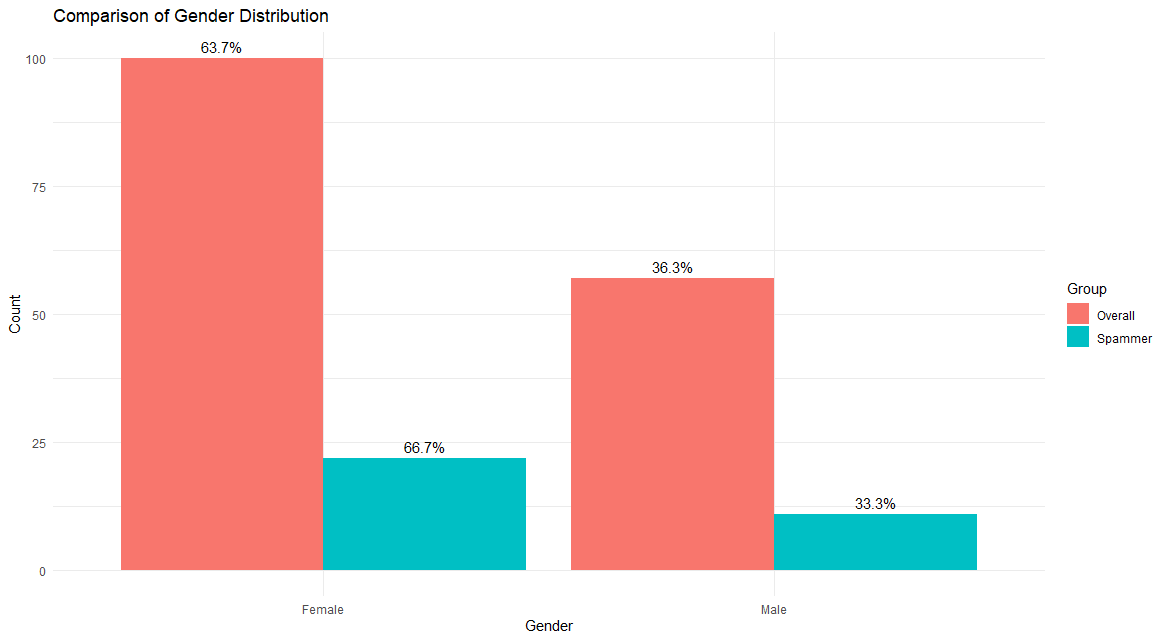 Comparison of Gender Distribution
63.7%
100
36.3%
75
50
Count
66.7%
25
33.3%
0
Female
Male
Gender
Group
Overall
Spammer